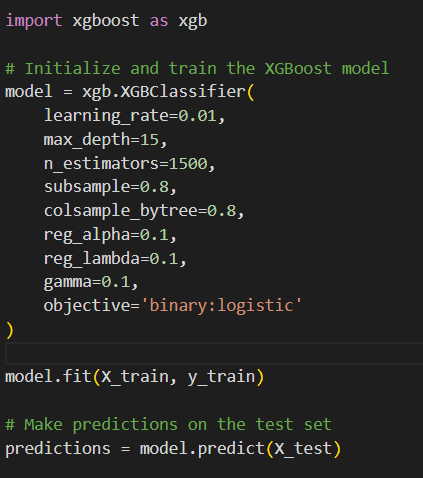 import xgboost as xgb
# Initialize and train the XGBoost model
model = xgb.XGBClassifier(
    learning_rate=0.01,
    max_depth=15,
    n_estimators=1500,
    subsample=0.8,
    colsample_bytree=0.8,
    reg_alpha=0.1,
    reg_lambda=0.1,
    gamma=0.1,
    objective='binary:logistic'
)
model.fit(X_train, y_train)
# Make predictions on the test set
predictions = model.predict(X_test)